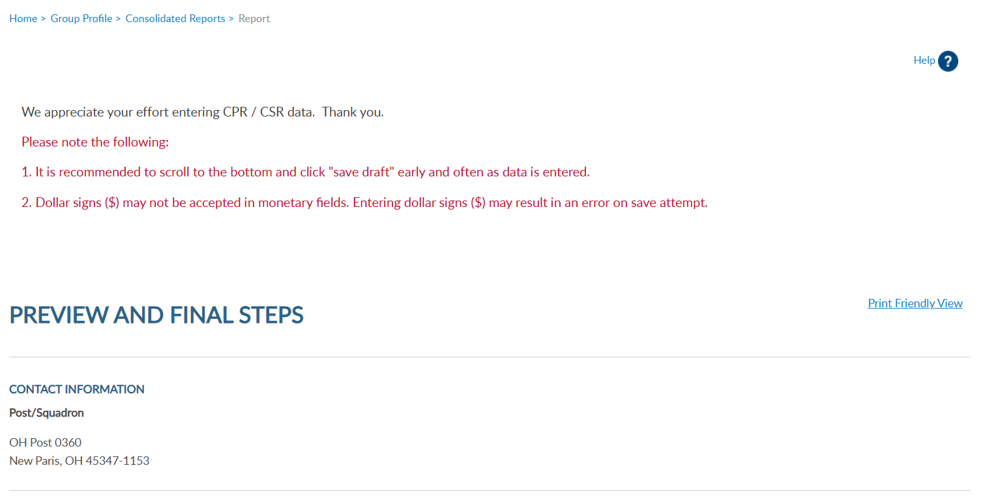 Home > Group Profile > Consolidated Reports > Report
Help ?
We appreciate your effort entering CPR / CSR data.  Thank you.
Please note the following:
1. It is recommended to scroll to the bottom and click "save draft" early and often as data is entered.
2. Dollar signs ($) may not be accepted in monetary fields. Entering dollar signs ($) may result in an error on save attempt.
Print Friendly View
PREVIEW AND FINAL STEPS
CONTACT INFORMATION
Post/Squadron
OH Post 0360
New Paris, OH 45347-1153